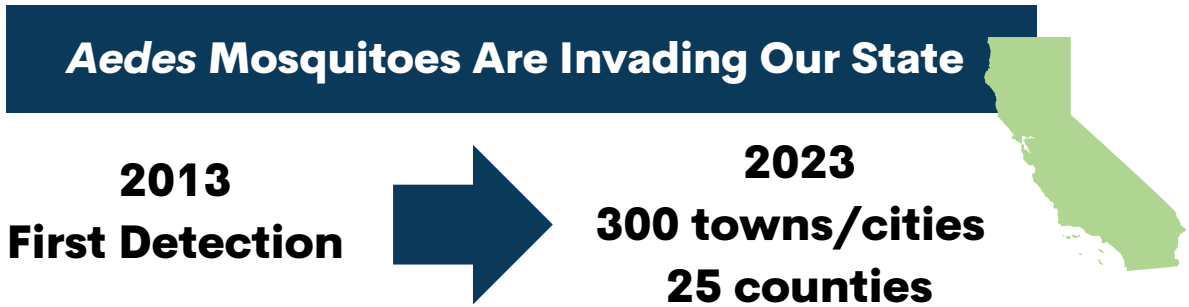 Aedes Mosquitoes Are Invading Our State
2013
First Detection
2023
300 towns/cities
25 counties